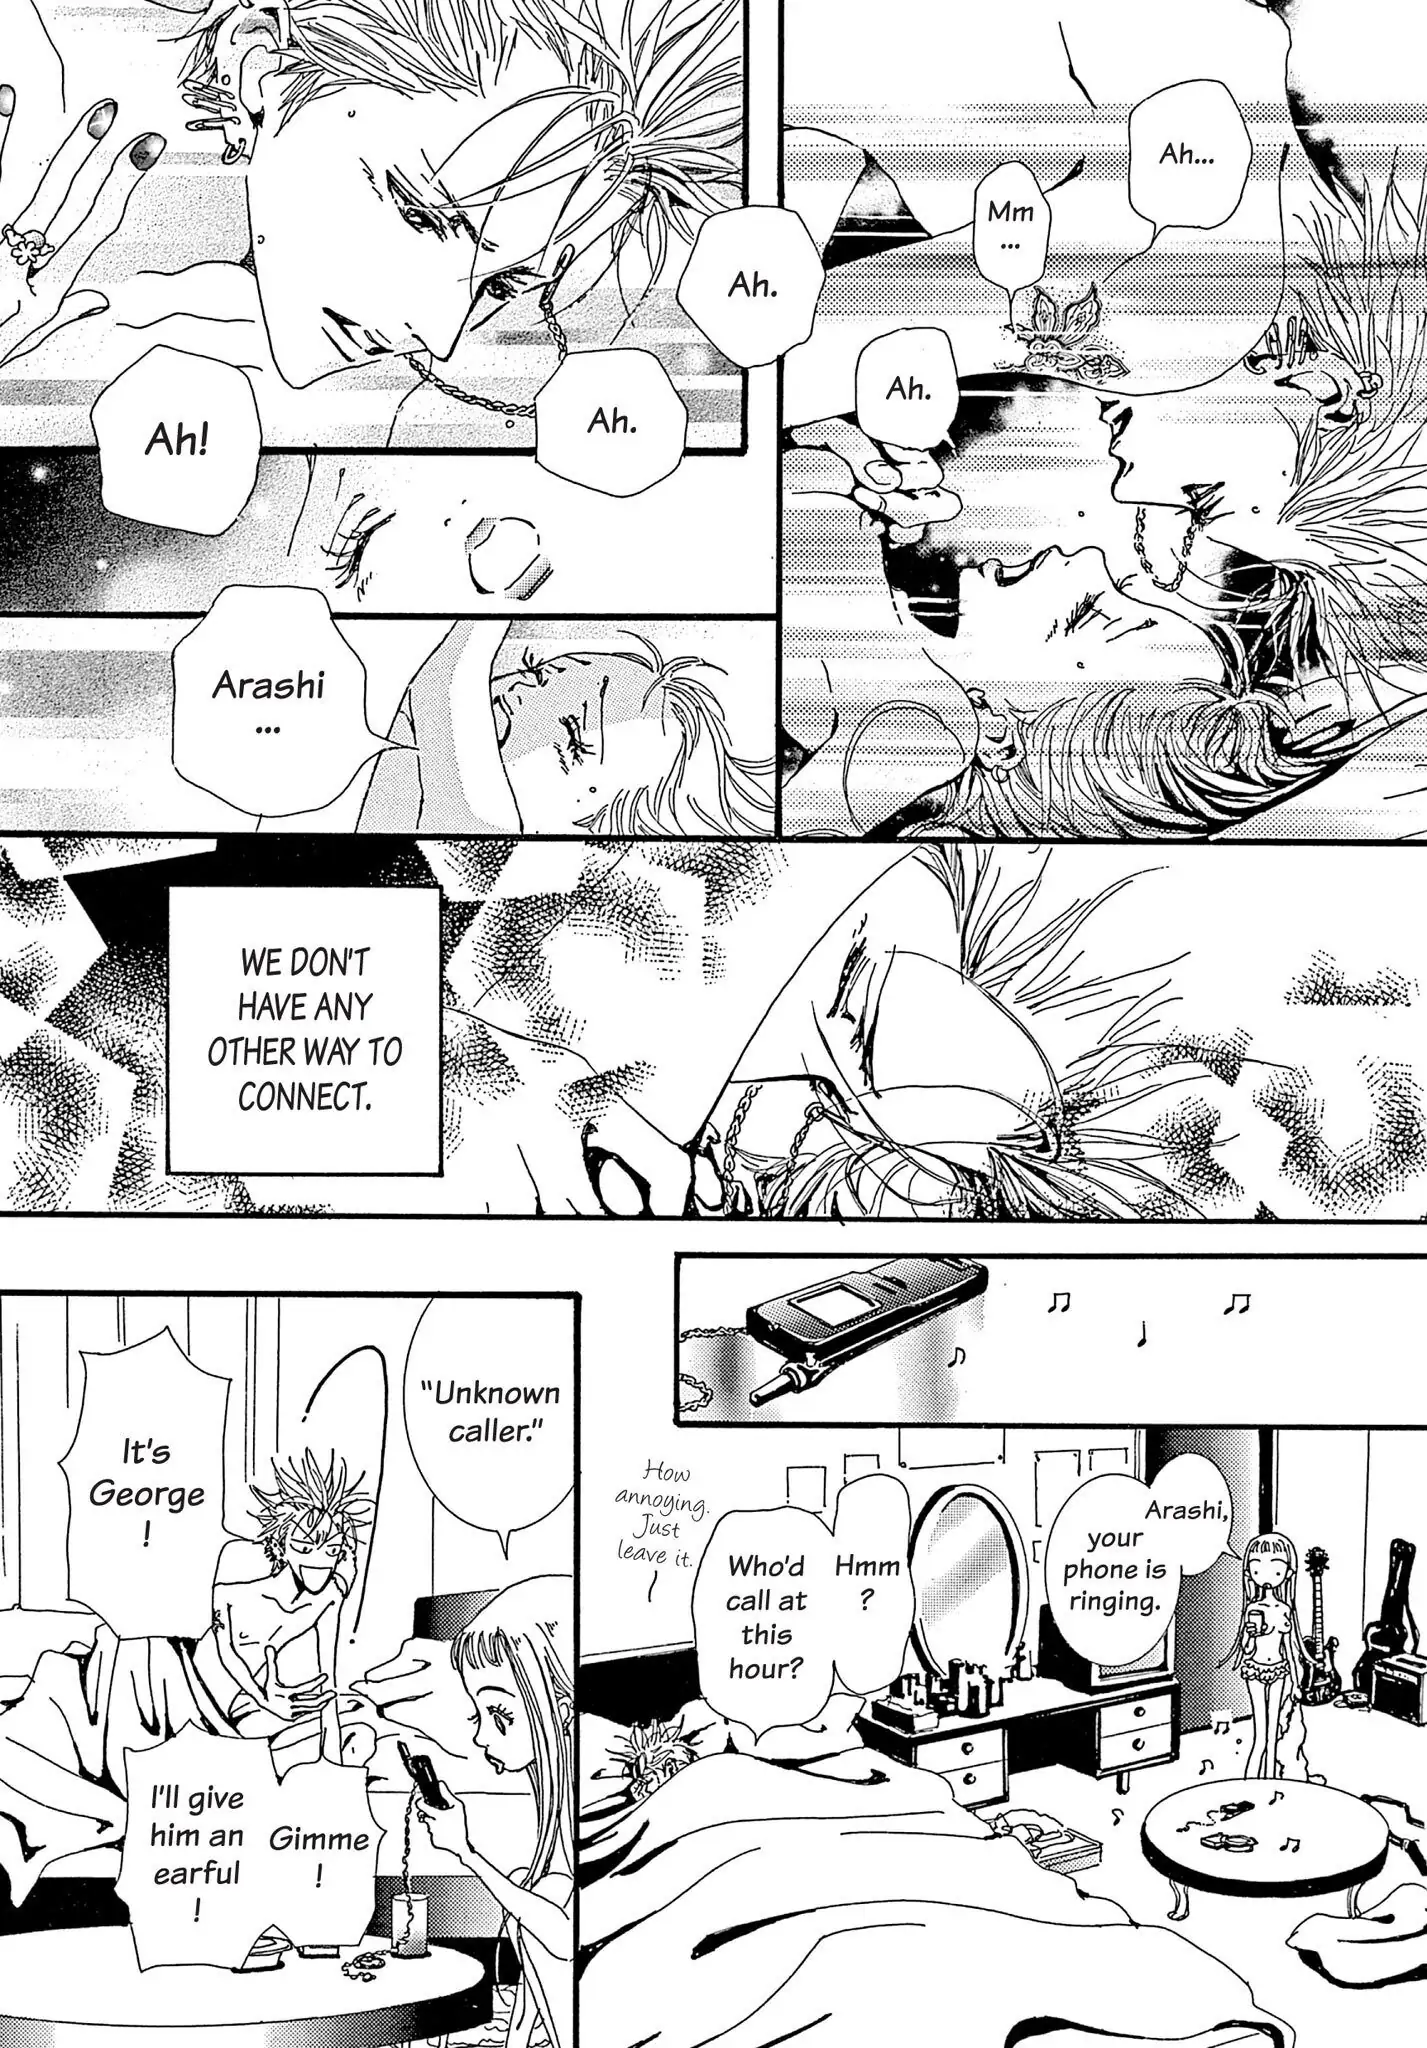 Ah...
Mm
...
Ah.
Ah.
Ah.
Ah!
Arashi
...
WE DON'T
HAVE ANY
OTHER WAY TO
CONNECT.
Arashi,
your
phone is
ringing.
Hmm
?
Who'd
call at
this
hour?
How
annoying.
Just
leave it.
"Unknown
caller."
It's
George
!
Gimme
!
I'll give
him an
earful
!